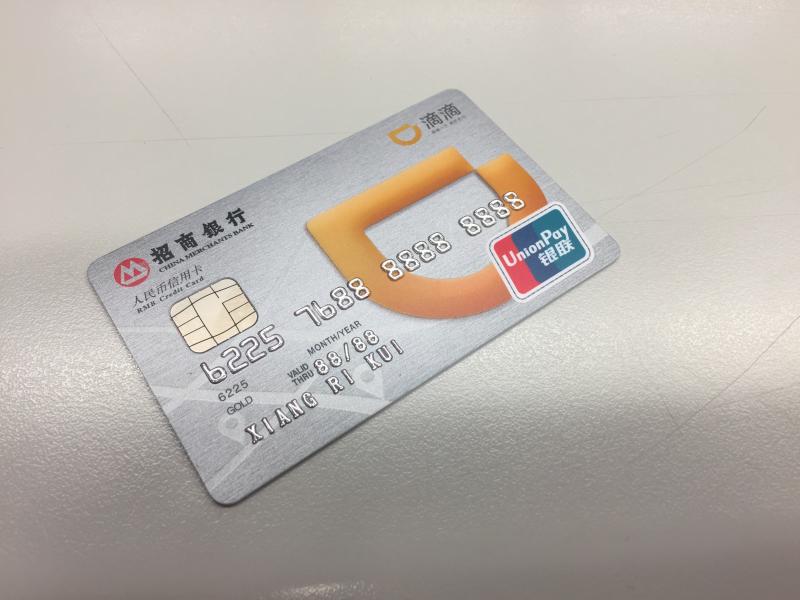 滴滴
招商银行
CHINA MERCHANTS BANK
人民币信用卡
RMB Credit Card
6225 7688 8888 8888
6225
MONTH/YEAR
VALID THRU 88/88
GOLD
XIANG RI KUI
UnionPay
银联